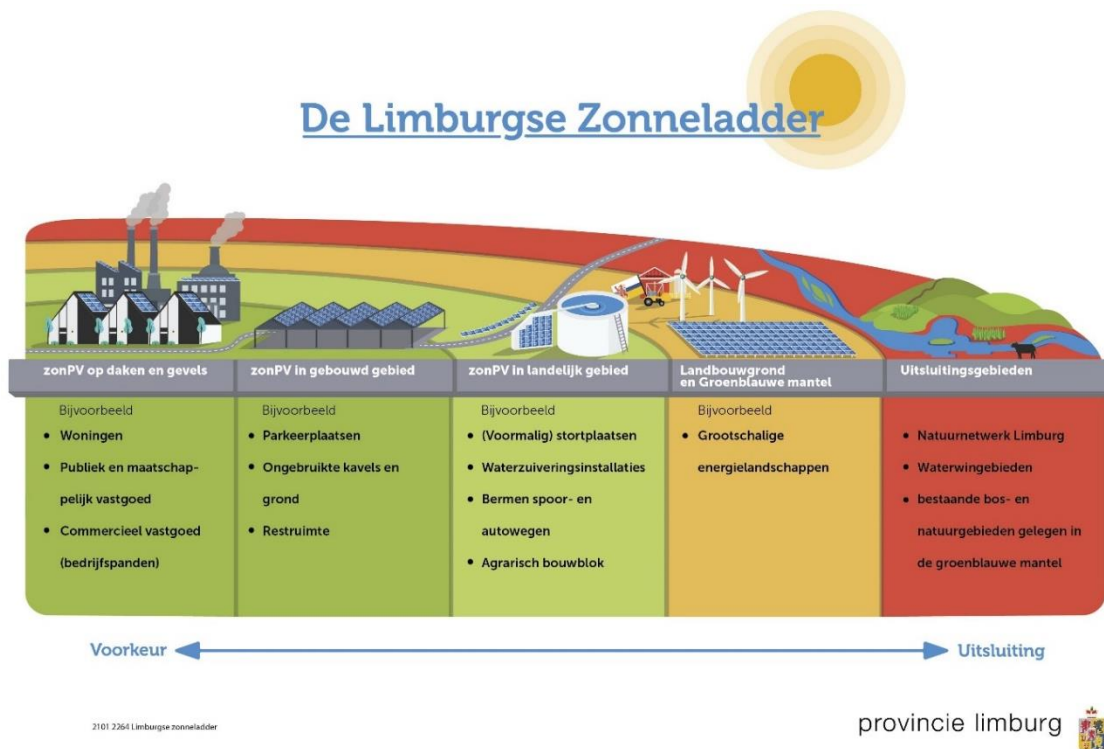 De Limburgse Zonneladder
zonPV op daken en gevels
Bijvoorbeeld
• Woningen
• Publiek en maatschap-
pelijk vastgoed
• Commercieel vastgoed
(bedrijfspanden)
zonPV in gebouwd gebied
Bijvoorbeeld
• Parkeerplaatsen
• Ongebruikte kavels en
grond
• Restruimte
zonPV in landelijk gebied
Bijvoorbeeld
• (Voormalig) stortplaatsen
• Waterzuiveringsinstallaties
• Bermen spoor- en
autowegen
• Agrarisch bouwblok
Landbouwgrond
en Groenblauwe mantel
Bijvoorbeeld
• Grootschalige
energielandschappen
Uitsluitingsgebieden
• Natuurnetwerk Limburg
• Waterwingebieden
• bestaande bos- en
natuurgebieden gelegen in
de groenblauwe mantel
Voorkeur
Uitsluiting
2101 2264 Limburgse zonneladder
provincie limburg